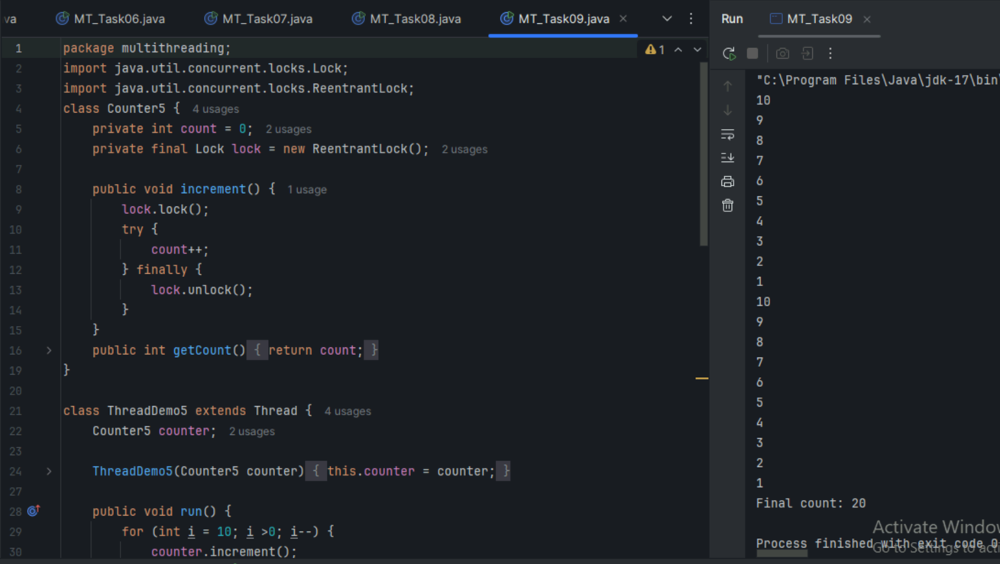 va MT_Task06.java MT_Task07.java MT_Task08.java MT_Task09.java × Run MT_Task09 ×
1 package multithreading; 1
2 import java.util.concurrent.locks.Lock;
3 import java.util.concurrent.locks.ReentrantLock;
4 class Counter5 { 4 usages
5 private int count = 0; 2 usages
6 private final Lock lock = new ReentrantLock(); 2 usages
7
8 public void increment() { 1 usage
9 lock.lock();
10 try {
11 count++;
12 } finally {
13 lock.unlock();
14 }
15 }
16 public int getCount() { return count; }
19 }
20
21 class ThreadDemo5 extends Thread { 4 usages
22 Counter5 counter; 2 usages
23
24 ThreadDemo5(Counter5 counter) { this.counter = counter; }
27
28 public void run() {
29 for (int i = 10; i >0; i--) {
30 counter.increment();
"C:\Program Files\Java\jdk-17\bin\
10
9
8
7
6
5
4
3
2
1
10
9
8
7
6
5
4
3
2
1
Final count: 20
Process finished with exit code 0
Activate Windo
Go to Settings to acti